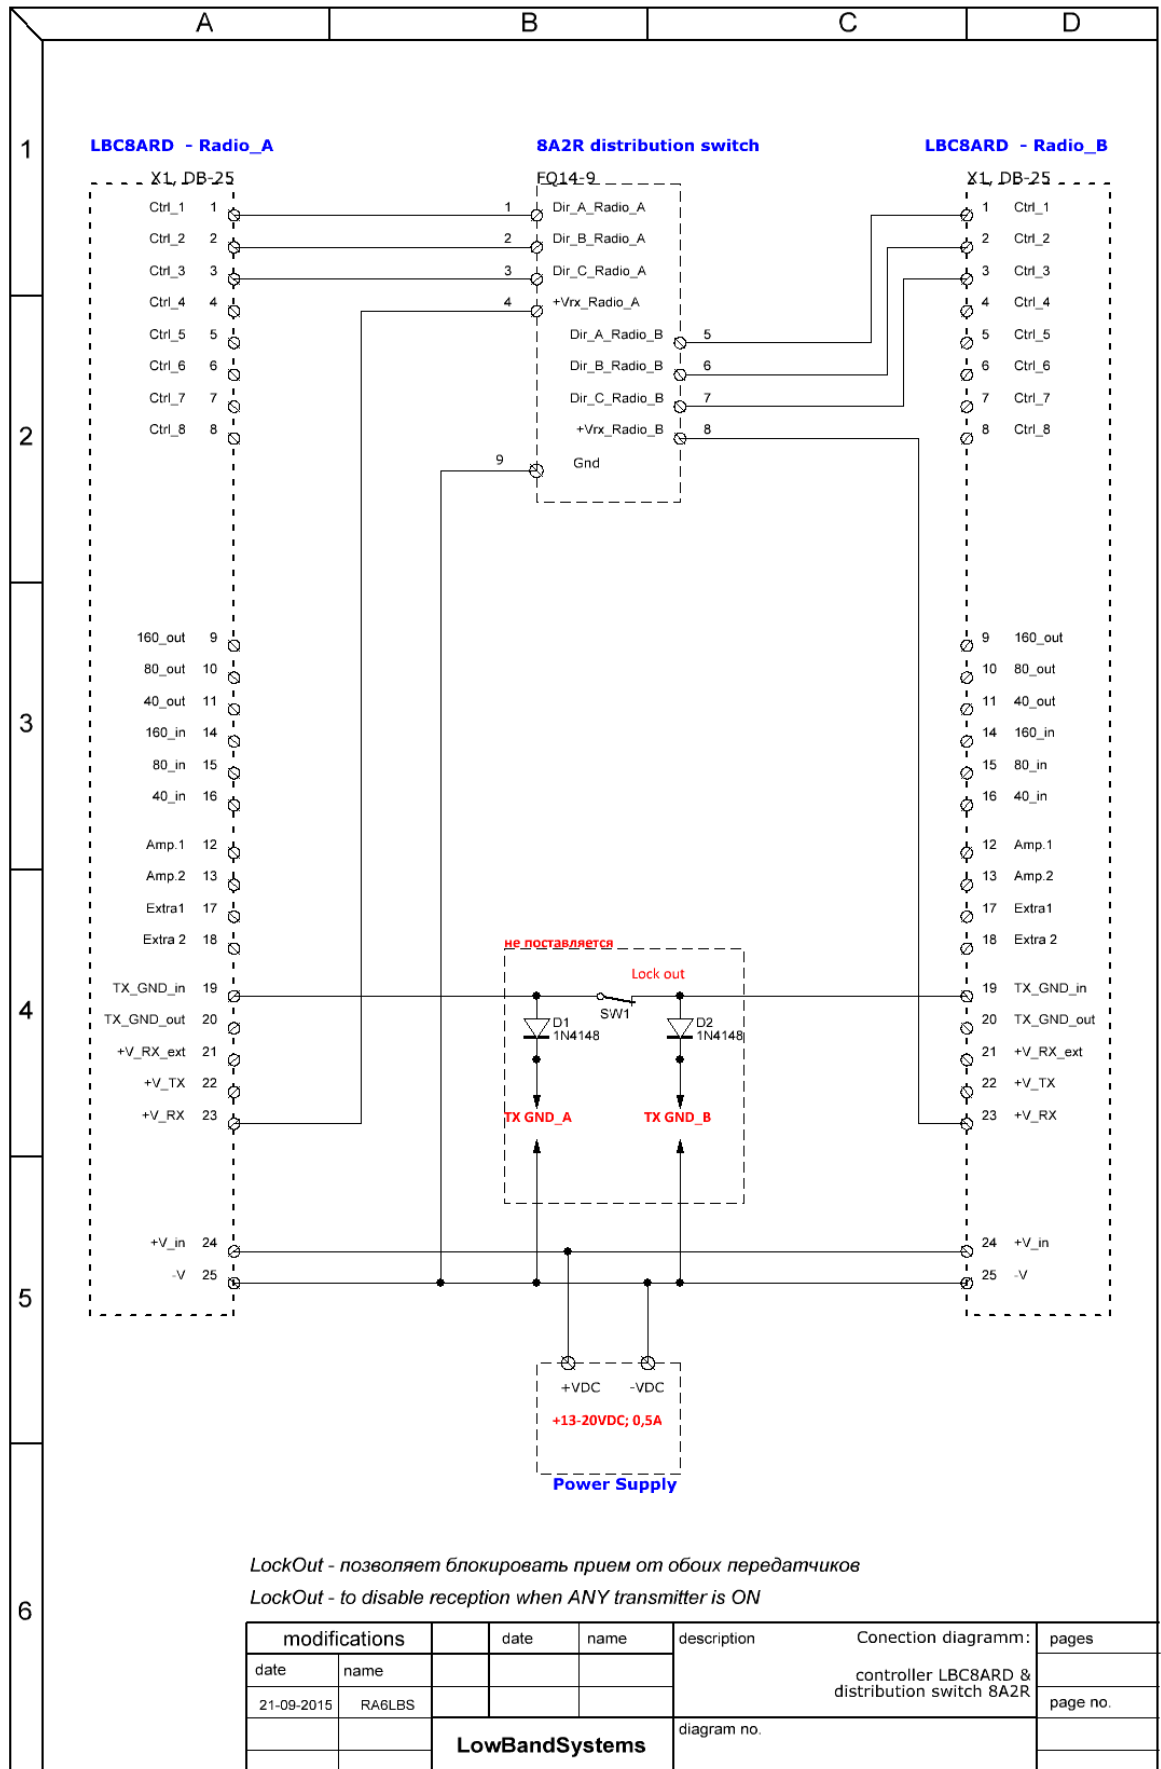 A B C D
1
LBC8ARD - Radio_A 8A2R distribution switch LBC8ARD - Radio_B
X1, DB-25 FQ14-9 X1, DB-25
Ctrl_1 1 1 Dir_A_Radio_A 1 Ctrl_1
Ctrl_2 2 2 Dir_B_Radio_A 2 Ctrl_2
Ctrl_3 3 3 Dir_C_Radio_A 3 Ctrl_3
Ctrl_4 4 4 +Vrx_Radio_A 4 Ctrl_4
Ctrl_5 5 Dir_A_Radio_B 5 5 Ctrl_5
Ctrl_6 6 Dir_B_Radio_B 6 6 Ctrl_6
Ctrl_7 7 Dir_C_Radio_B 7 7 Ctrl_7
2 Ctrl_8 8 +Vrx_Radio_B 8 8 Ctrl_8
9 Gnd
160_out 9 9 160_out
80_out 10 10 80_out
40_out 11 11 40_out
3 160_in 14 14 160_in
80_in 15 15 80_in
40_in 16 16 40_in
Amp.1 12 12 Amp.1
Amp.2 13 13 Amp.2
Extra1 17 17 Extra1
Extra 2 18 18 Extra 2
не поставляется
Lock out
TX_GND_in 19 19 TX_GND_in
4 SW1
TX_GND_out 20 D1 D2 20 TX_GND_out
1N4148 1N4148
+V_RX_ext 21 21 +V_RX_ext
+V_TX 22 22 +V_TX
+V_RX 23 TX GND_A TX GND_B 23 +V_RX
+V_in 24 24 +V_in
-V 25 25 -V
5
+VDC -VDC
+13-20VDC; 0,5A
Power Supply
LockOut - позволяет блокировать прием от обоих передатчиков
LockOut - to disable reception when ANY transmitter is ON
6
modifications date name description Conection diagramm: pages
date name controller LBC8ARD &
distribution switch 8A2R
21-09-2015 RA6LBS page no.
LowBandSystems diagram no.